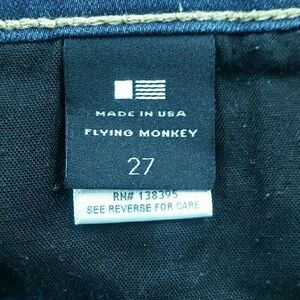 MADE IN USA
FLYING MONKEY
27
RN# 138395
SEE REVERSE FOR CARE